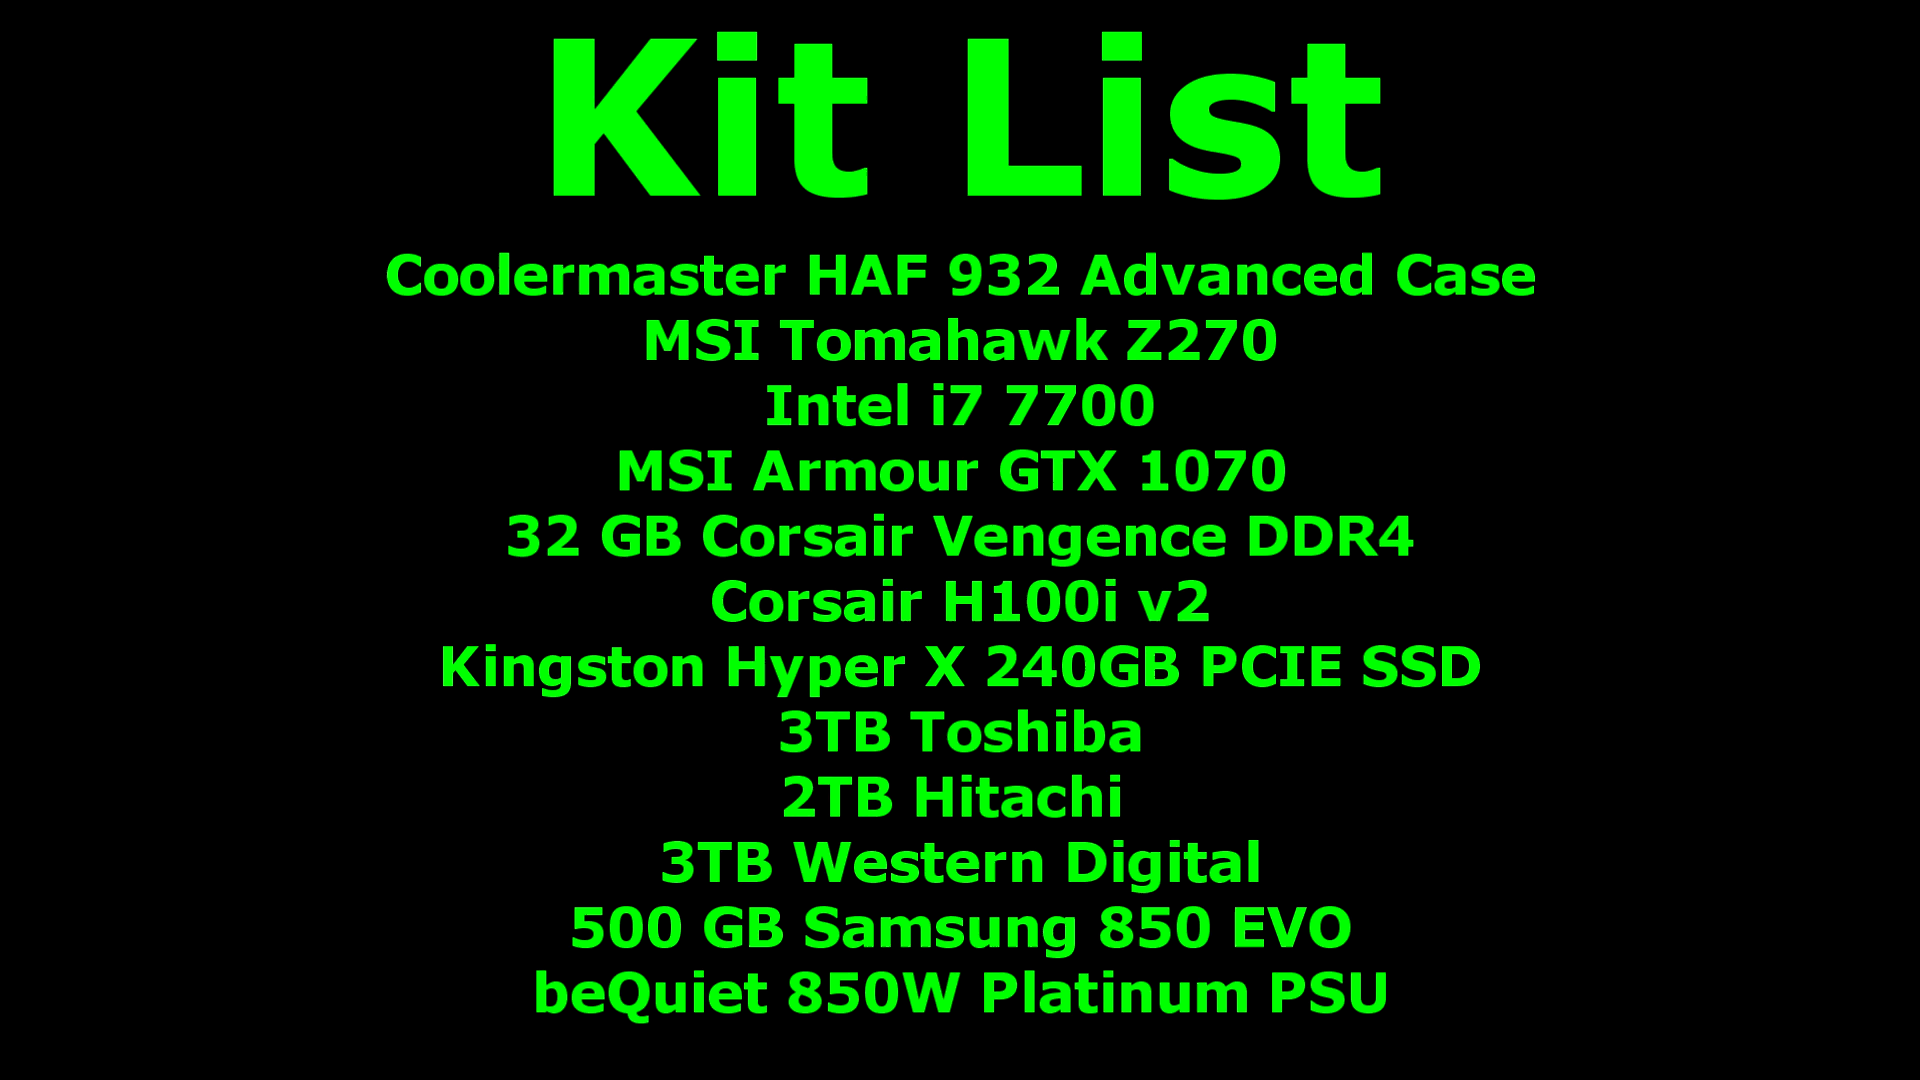 Kit List
Coolermaster HAF 932 Advanced Case
MSI Tomahawk Z270
Intel i7 7700
MSI Armour GTX 1070
32 GB Corsair Vengence DDR4
Corsair H100i v2
Kingston Hyper X 240GB PCIE SSD
3TB Toshiba
2TB Hitachi
3TB Western Digital
500 GB Samsung 850 EVO
beQuiet 850W Platinum PSU